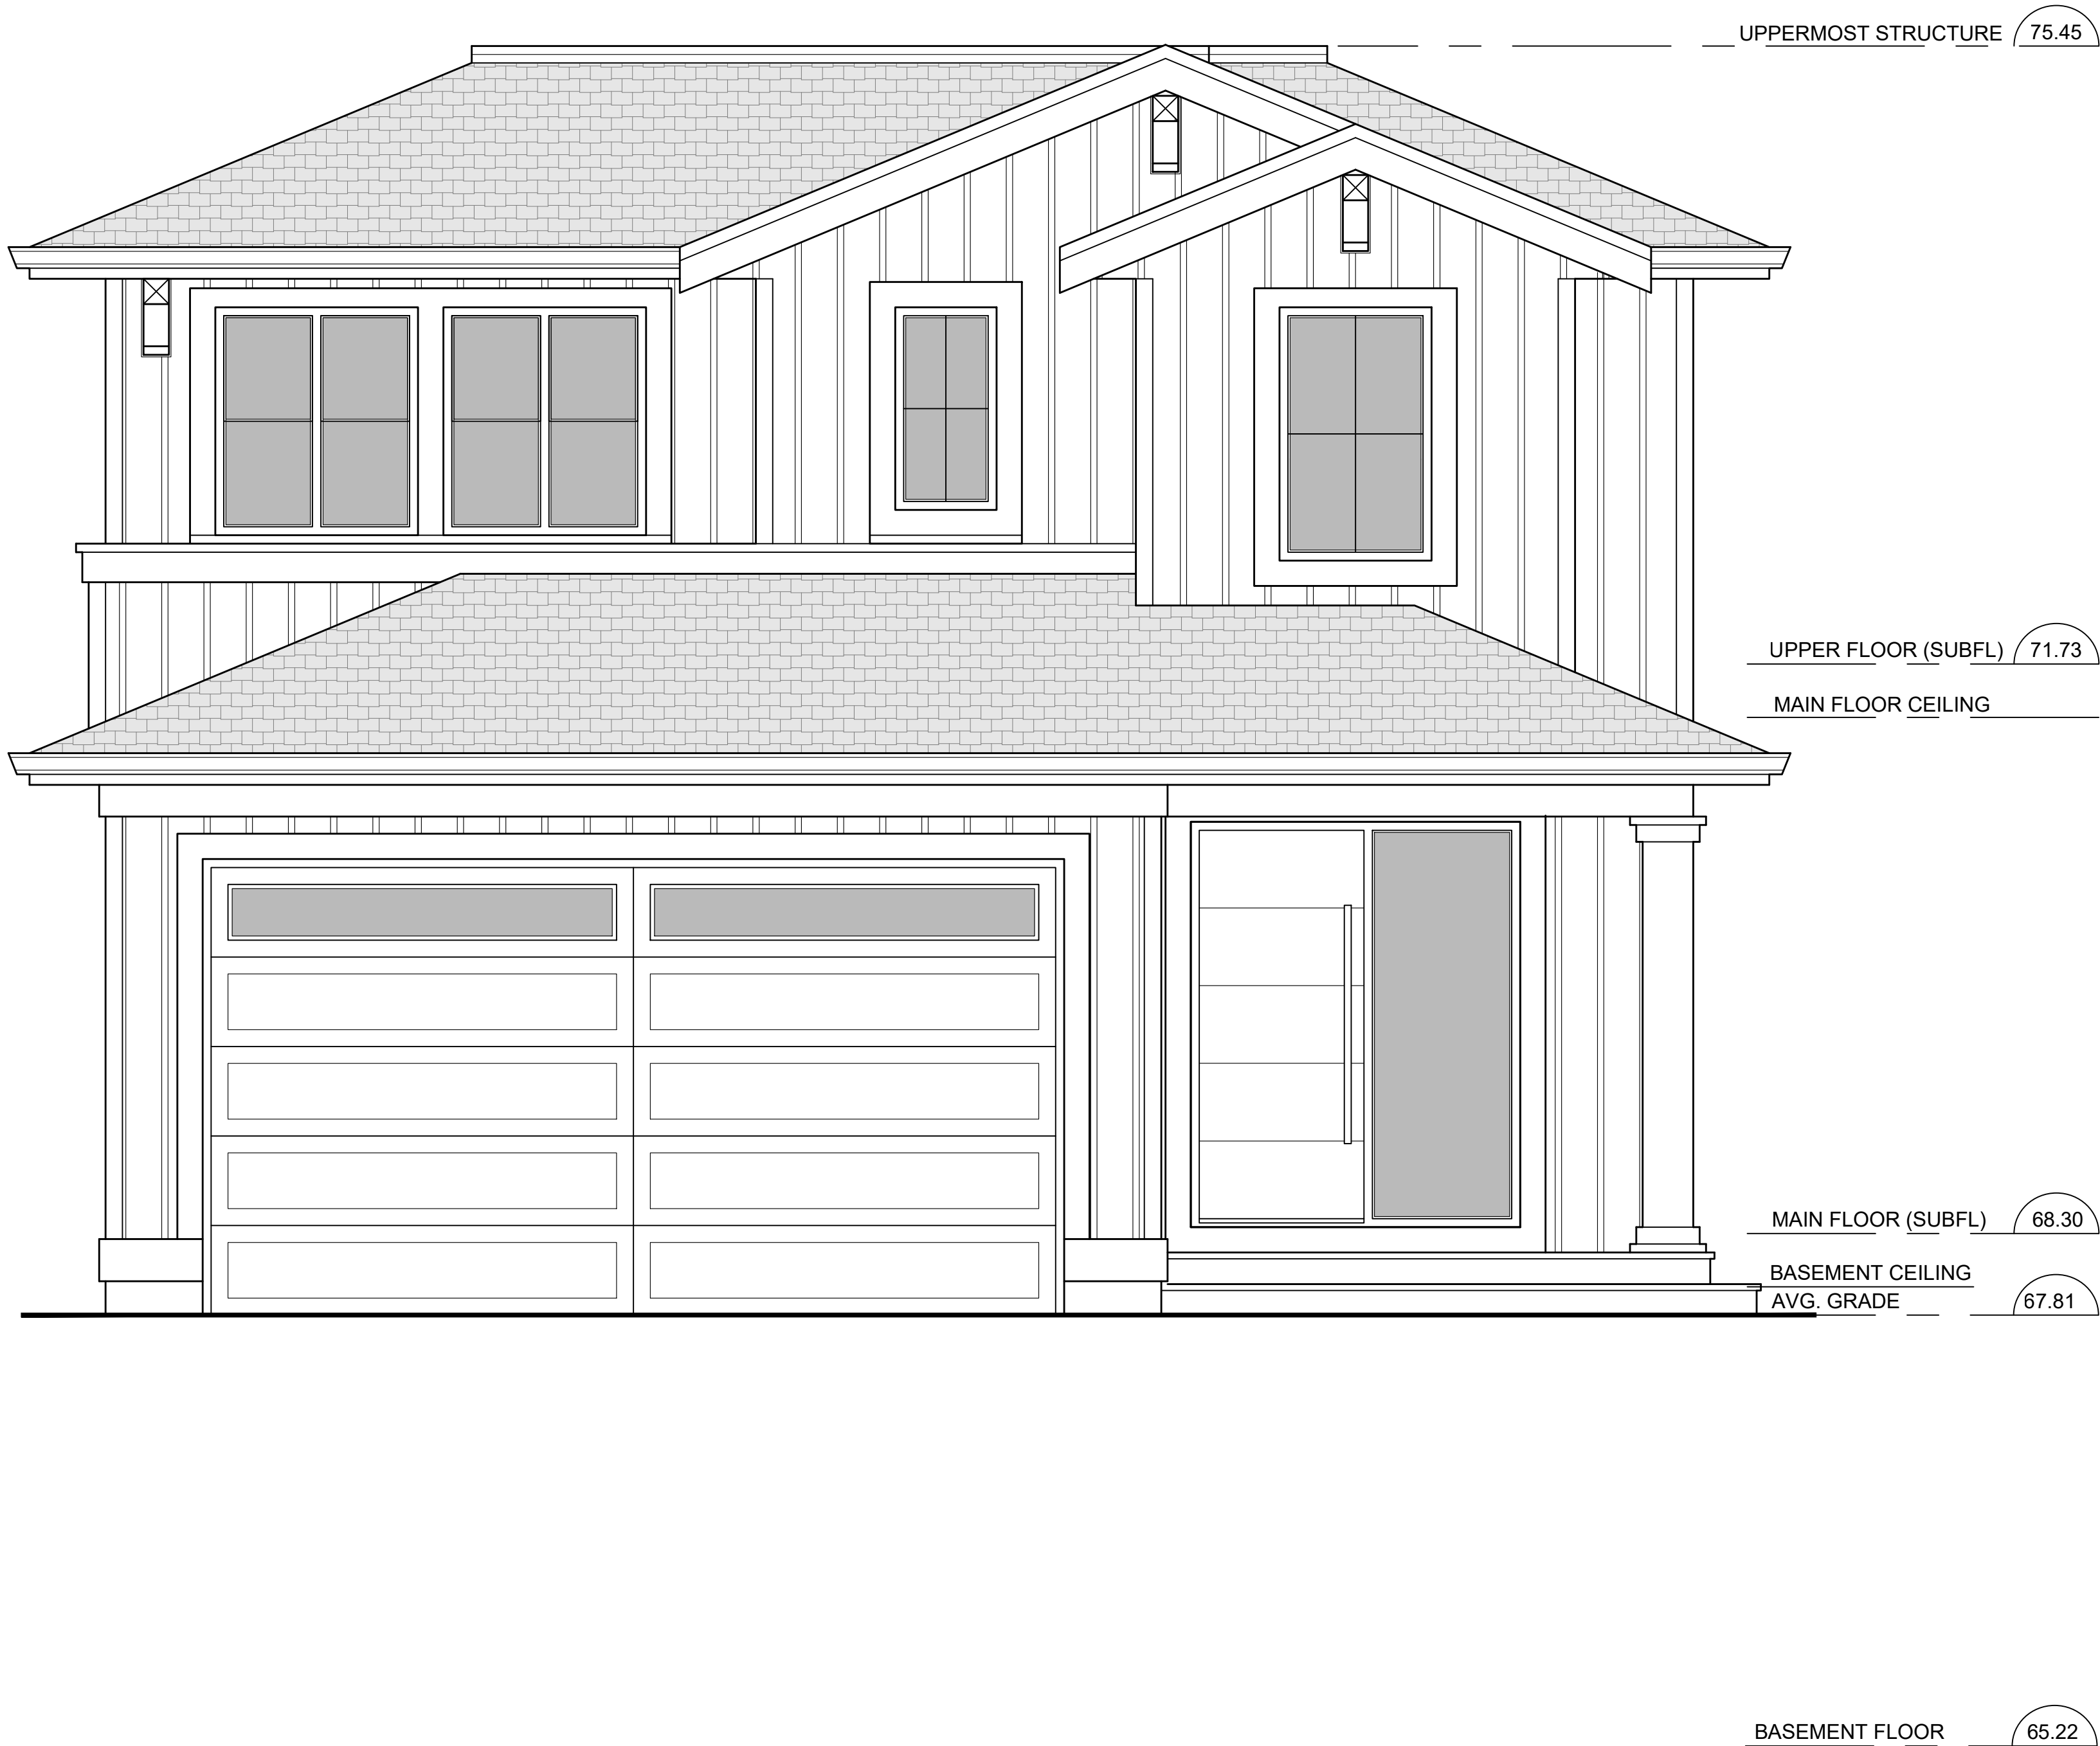 UPPERMOST STRUCTURE 75.45
UPPER FLOOR (SUBFL) 71.73
MAIN FLOOR CEILING
MAIN FLOOR (SUBFL) 68.30
BASEMENT CEILING
AVG. GRADE 67.81
BASEMENT FLOOR 65.22